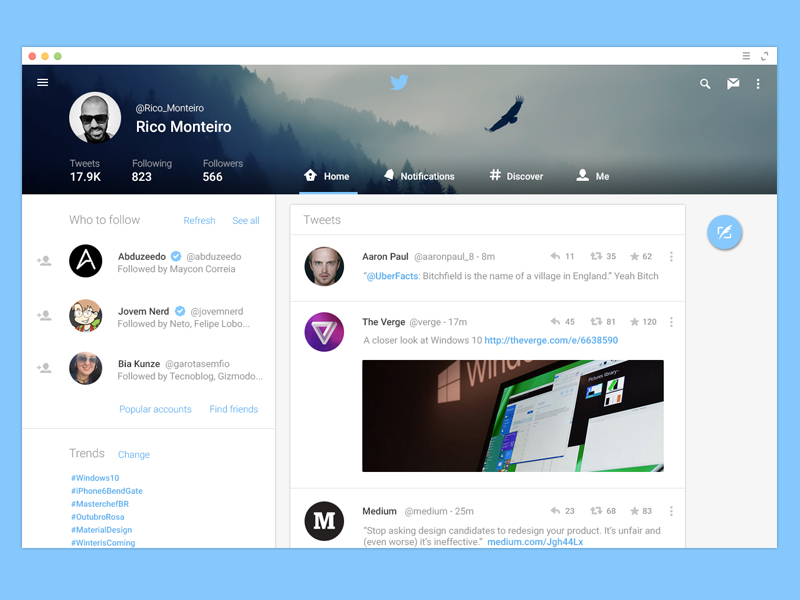 @Rico_Monteiro
Rico Monteiro
Tweets Following Followers
17.9K 823 566
Home Notifications Discover Me
Who to follow Refresh See all
Abduzeedo @abduzeedo
Followed by Maycon Correia
Jovem Nerd @jovemnerd
Followed by Neto, Felipe Lobo...
Bia Kunze @garotasemfio
Followed by Tecnoblog, Gizmodo...
Popular accounts Find friends
Trends Change
#Windows10
#iPhone6BendGate
#MasterchefBR
#OutubroRosa
#MaterialDesign
#WinterisComing
Tweets
Aaron Paul @aaronpaul_8 - 8m 11 35 62
“@UberFacts: Bitchfield is the name of a village in England.” Yeah Bitch
The Verge @verge - 17m 45 81 120
A closer look at Windows 10 http://theverge.com/e/6638590
Pictures library
M
Medium @medium - 25m 23 68 83
“Stop asking design candidates to redesign your product. It's unfair and
(even worse) it's ineffective.” medium.com/Jgh44Lx